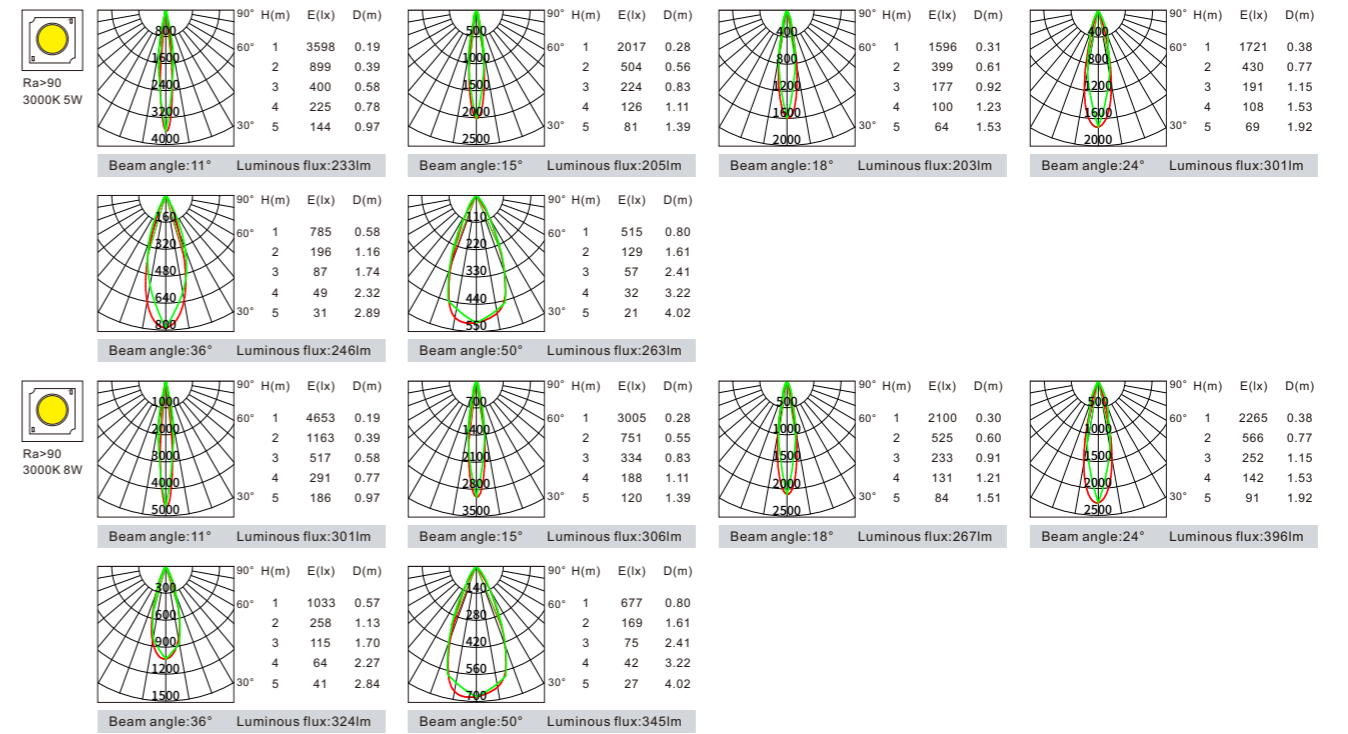 Ra>90
3000K 5W
800
1600
2400
3200
4000
90° H(m) E(lx) D(m)
60° 1 3598 0.19
2 899 0.39
3 400 0.58
4 225 0.78
30° 5 144 0.97
Beam angle:11° Luminous flux:233lm
500
1000
1500
2000
2500
90° H(m) E(lx) D(m)
60° 1 2017 0.28
2 504 0.56
3 224 0.83
4 126 1.11
30° 5 81 1.39
Beam angle:15° Luminous flux:205lm
400
800
1200
1600
2000
90° H(m) E(lx) D(m)
60° 1 1596 0.31
2 399 0.61
3 177 0.92
4 100 1.23
30° 5 64 1.53
Beam angle:18° Luminous flux:203lm
400
800
1200
1600
2000
90° H(m) E(lx) D(m)
60° 1 1721 0.38
2 430 0.77
3 191 1.15
4 108 1.53
30° 5 69 1.92
Beam angle:24° Luminous flux:301lm
160
320
480
640
800
90° H(m) E(lx) D(m)
60° 1 785 0.58
2 196 1.16
3 87 1.74
4 49 2.32
30° 5 31 2.89
Beam angle:36° Luminous flux:246lm
110
220
330
440
550
90° H(m) E(lx) D(m)
60° 1 515 0.80
2 129 1.61
3 57 2.41
4 32 3.22
30° 5 21 4.02
Beam angle:50° Luminous flux:263lm
Ra>90
3000K 8W
1000
2000
3000
4000
5000
90° H(m) E(lx) D(m)
60° 1 4653 0.19
2 1163 0.39
3 517 0.58
4 291 0.77
30° 5 186 0.97
Beam angle:11° Luminous flux:301lm
700
1400
2100
2800
3500
90° H(m) E(lx) D(m)
60° 1 3005 0.28
2 751 0.55
3 334 0.83
4 188 1.11
30° 5 120 1.39
Beam angle:15° Luminous flux:306lm
500
1000
1500
2000
2500
90° H(m) E(lx) D(m)
60° 1 2100 0.30
2 525 0.60
3 233 0.91
4 131 1.21
30° 5 84 1.51
Beam angle:18° Luminous flux:267lm
500
1000
1500
2000
2500
90° H(m) E(lx) D(m)
60° 1 2265 0.38
2 566 0.77
3 252 1.15
4 142 1.53
30° 5 91 1.92
Beam angle:24° Luminous flux:396lm
300
600
900
1200
1500
90° H(m) E(lx) D(m)
60° 1 1033 0.57
2 258 1.13
3 115 1.70
4 64 2.27
30° 5 41 2.84
Beam angle:36° Luminous flux:324lm
140
280
420
560
700
90° H(m) E(lx) D(m)
60° 1 677 0.80
2 169 1.61
3 75 2.41
4 42 3.22
30° 5 27 4.02
Beam angle:50° Luminous flux:345lm